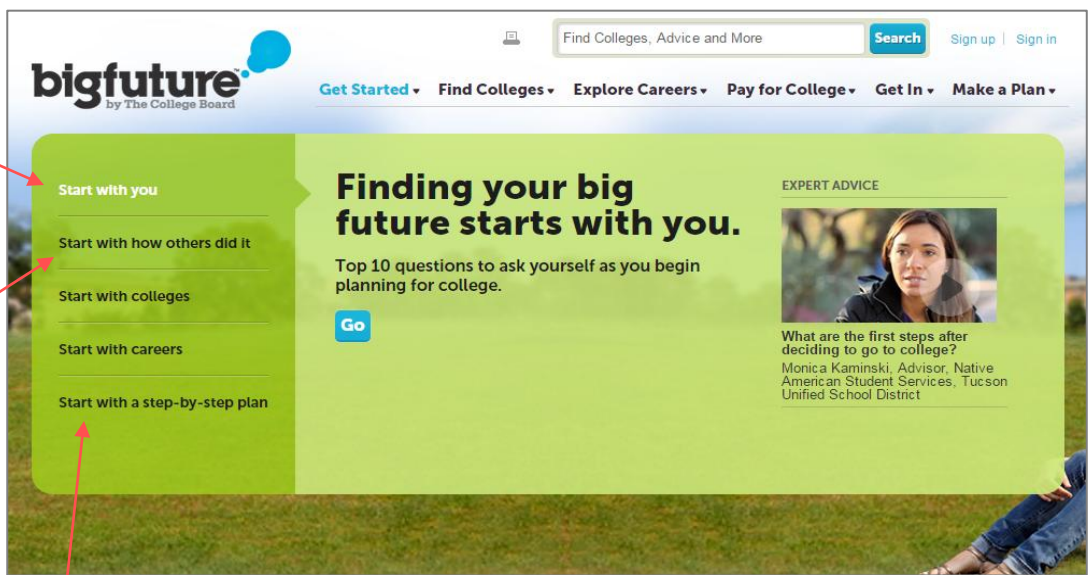 Find Colleges, Advice and More Search Sign up | Sign in
bigfuture™
by The College Board
Get Started Find Colleges Explore Careers Pay for College Get In Make a Plan
Start with you
Start with how others did it
Start with colleges
Start with careers
Start with a step-by-step plan
Finding your big
future starts with you.
Top 10 questions to ask yourself as you begin
planning for college.
Go
EXPERT ADVICE
What are the first steps after
deciding to go to college?
Monica Kaminski, Advisor, Native
American Student Services, Tucson
Unified School District